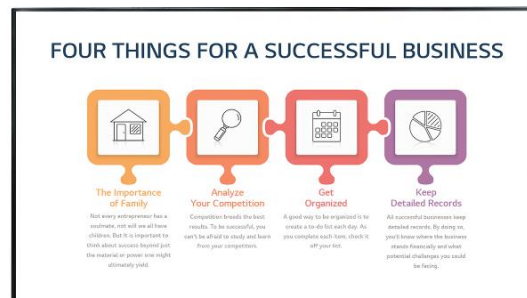 FOUR THINGS FOR A SUCCESSFUL BUSINESS
The Importance
of Family
Not every entrepreneur has a
soulmate, not will we all have
children. But it is important to
think about success beyond just
the material or power one might
ultimately yield.
Analyze
Your Competition
Competition breeds the best
results. To be successful, you
can't be afraid to study and learn
from your competitors.
Get
Organized
A good way to be organized is to
create a to-do list each day. As
you complete each item, check it
off your list.
Keep
Detailed Records
All successful businesses keep
detailed records. By doing so,
you'll know where the business
stands financially and what
potential challenges you could
be facing.